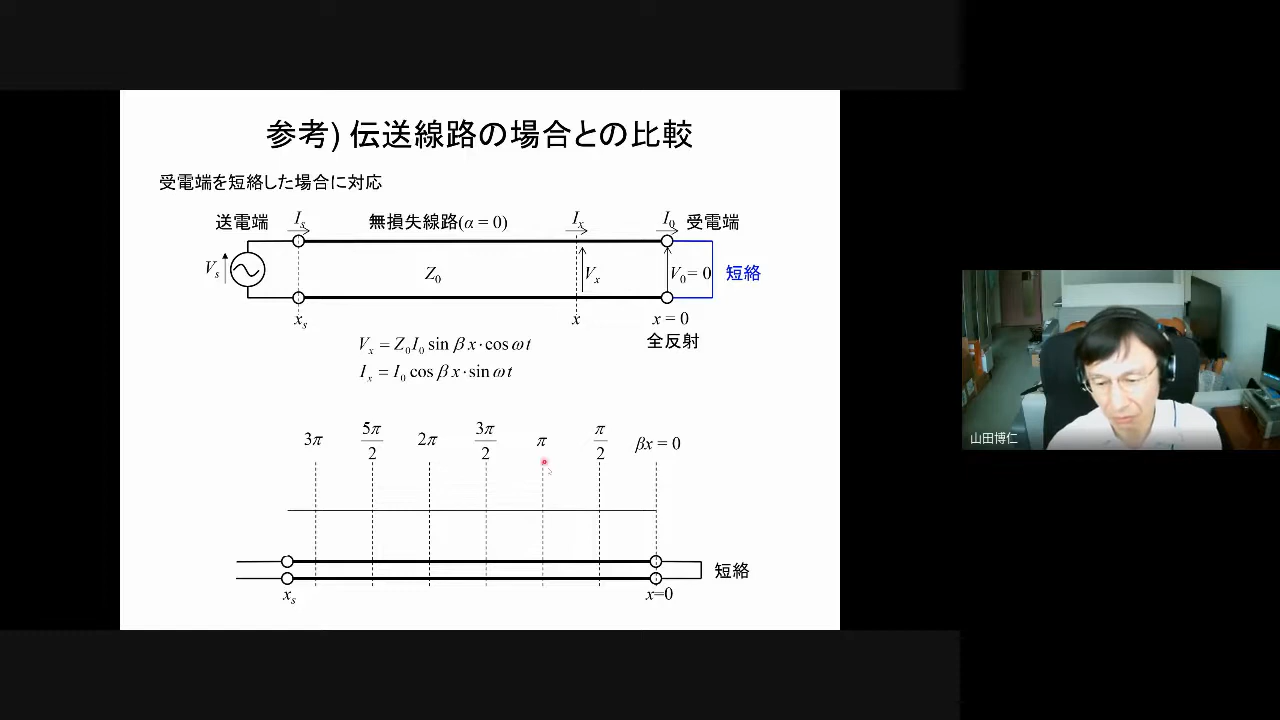 参考) 伝送線路の場合との比較
受電端を短絡した場合に対応
送電端 I_s 無損失線路(α = 0) I_x I_0 受電端
V_s Z_0 V_x V_0 = 0 短絡
x_s x x = 0
全反射
V_x = Z_0 I_0 sin β x · cos ω t
I_x = I_0 cos β x · sin ω t
3π 5π/2 2π 3π/2 π π/2 βx = 0
短絡
x_s x=0
山田博仁